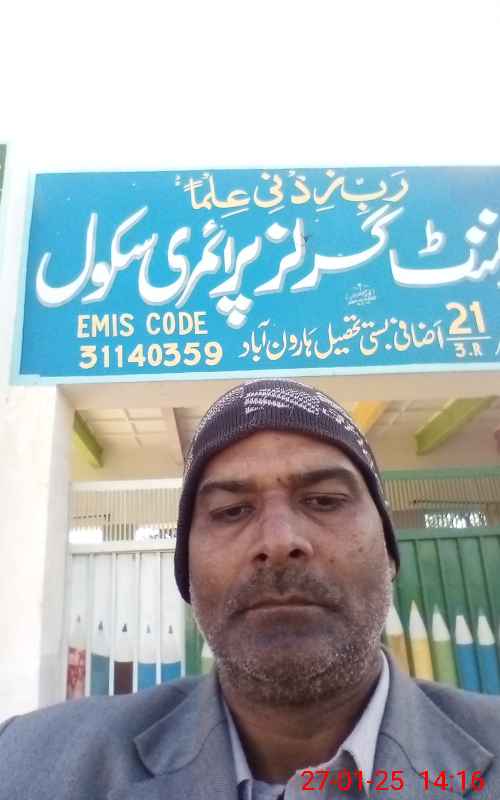 رَبِّ زِدْنِی عِلْماً
منٹ گرلز پرائمری سکول
EMIS CODE
31140359
21/3.R اضافی بستی تحصیل ہارون آباد
27-01-25 14:16